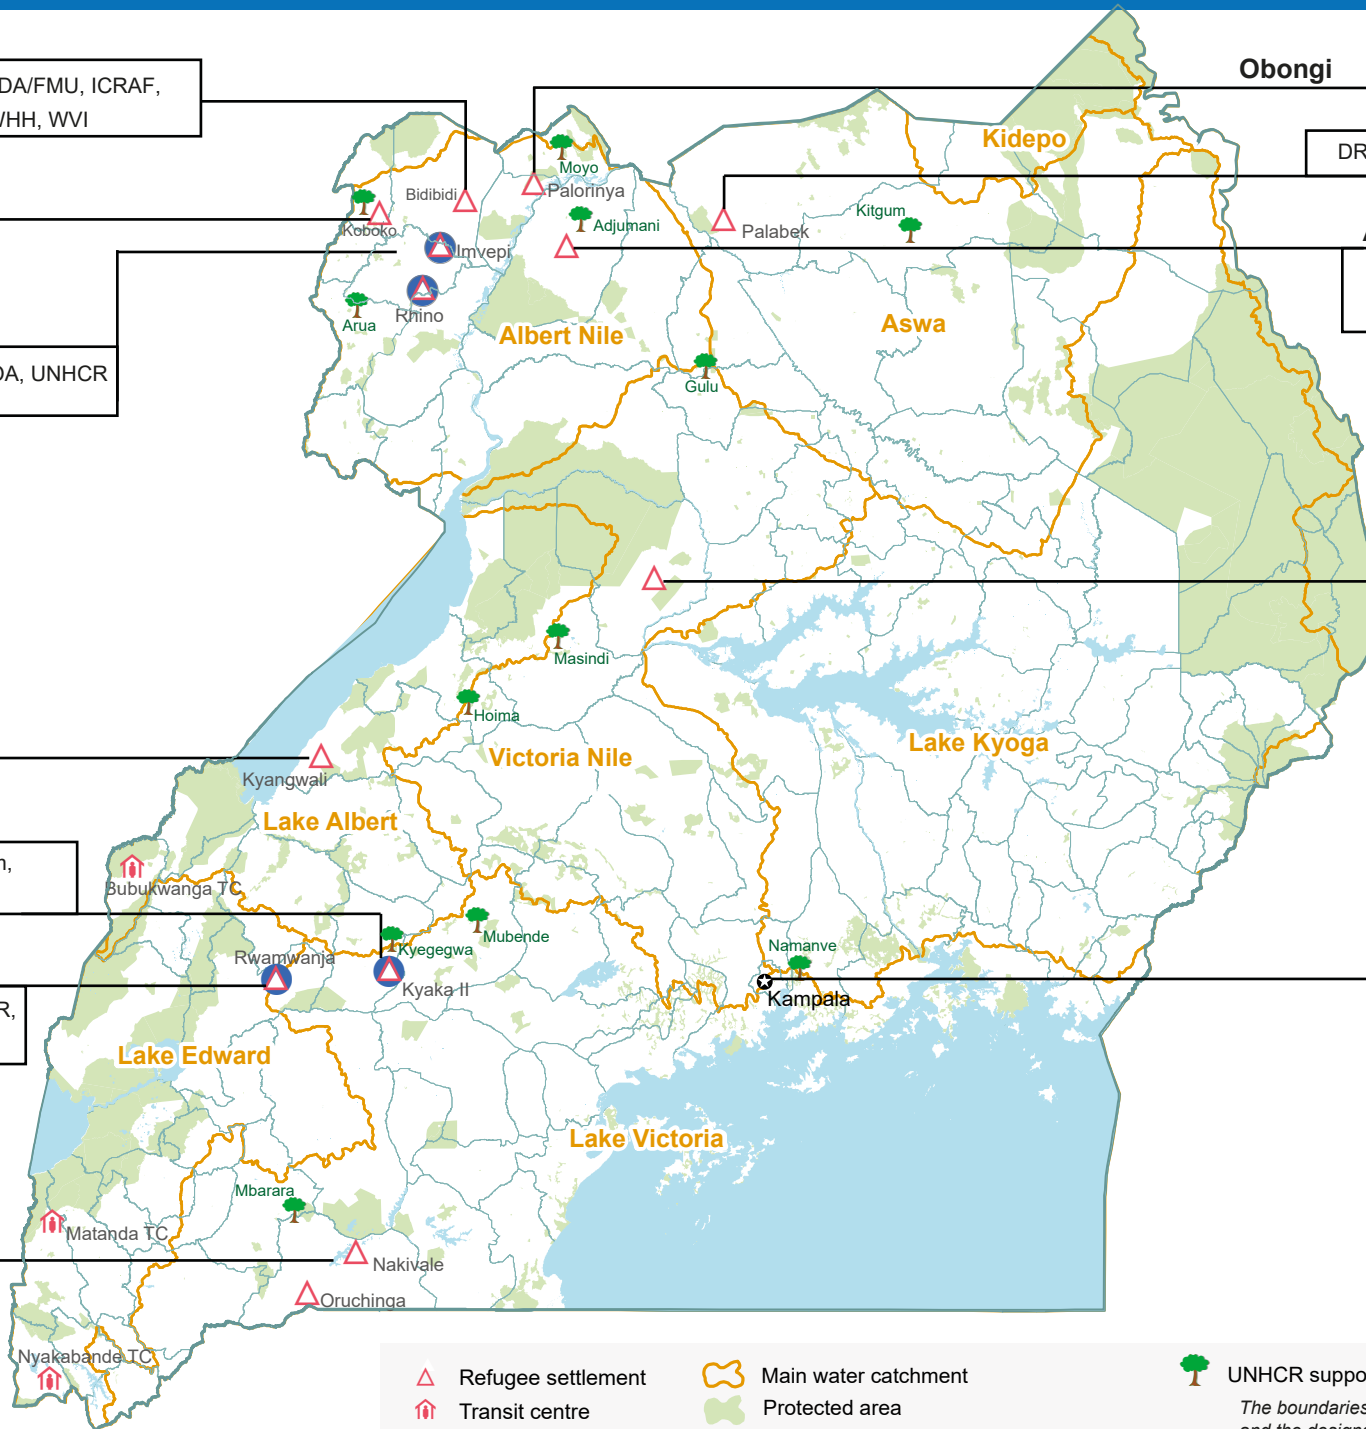 DA/FMU, ICRAF,
WHH, WVI
Obongi
Kidepo
DR
Moyo
Bidibidi
Palorinya
Koboko
Adjumani
Palabek
Kitgum
Imvepi
Rhino
Arua
Albert Nile
Aswa
DA, UNHCR
Gulu
Masindi
Hoima
Victoria Nile
Lake Kyoga
Kyangwali
Lake Albert
Bubukwanga TC
Rwamwanja
Kyegegwa
Mubende
Namanve
Kyaka II
Kampala
R,
Lake Edward
Lake Victoria
Mbarara
Matanda TC
Nakivale
Oruchinga
Nyakabande TC
Refugee settlement
Main water catchment
UNHCR suppo
Transit centre
Protected area
The boundaries